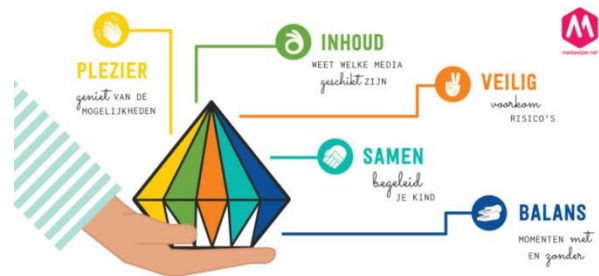 PLEZIER
geniet VAN DE
MOGELIJKHEDEN
INHOUD
WEET WELKE MEDIA
geschikt ZIJN
VEILIG
voorkom
RISICO'S
SAMEN
begeleid
JE KIND
BALANS
MOMENTEN met
EN zonder
M
mediawijzer.net